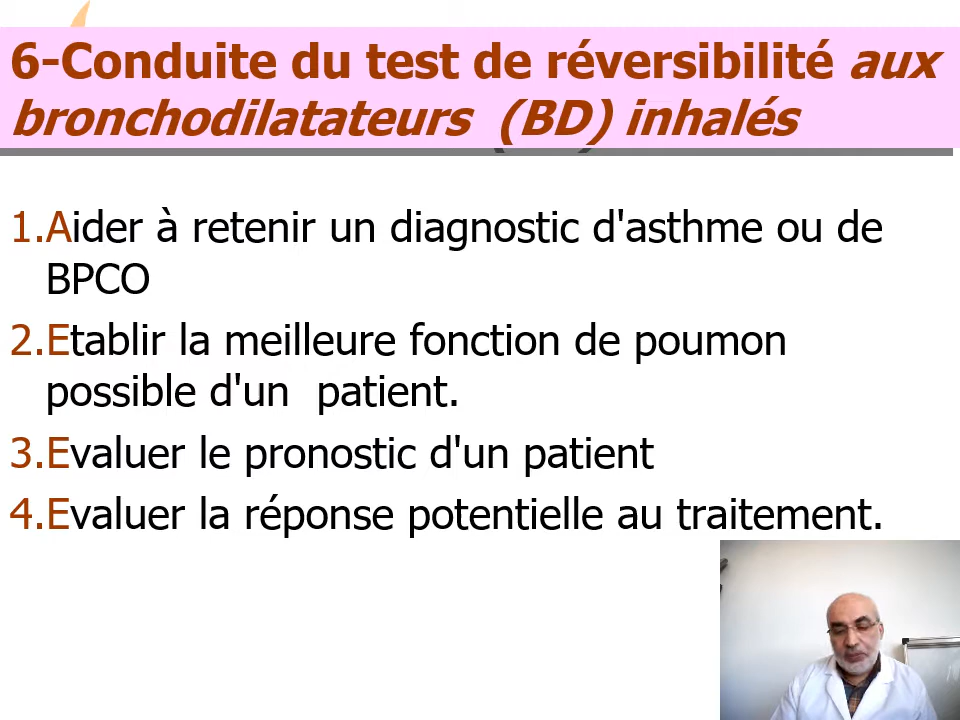 6-Conduite du test de réversibilité aux
bronchodilatateurs (BD) inhalés
1.Aider à retenir un diagnostic d'asthme ou de
BPCO
2.Etablir la meilleure fonction de poumon
possible d'un patient.
3.Evaluer le pronostic d'un patient
4.Evaluer la réponse potentielle au traitement.